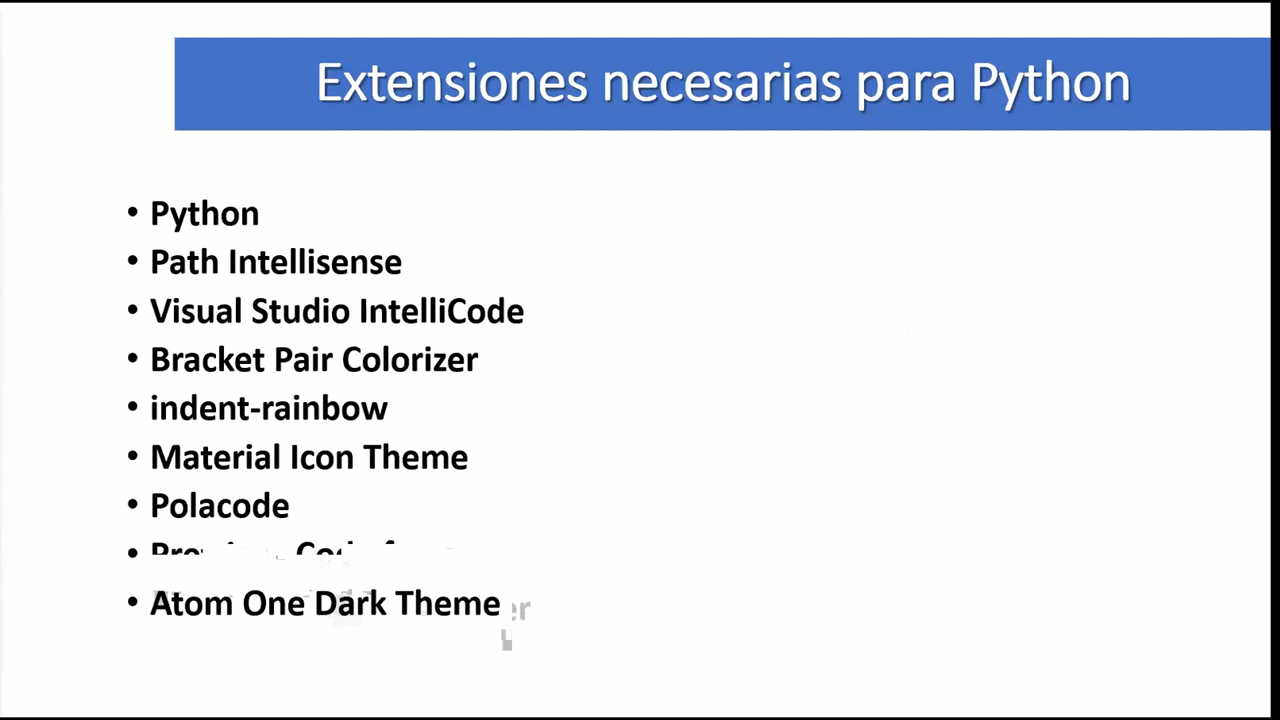 Extensiones necesarias para Python
• Python
• Path Intellisense
• Visual Studio IntelliCode
• Bracket Pair Colorizer
• indent-rainbow
• Material Icon Theme
• Polacode
• Atom One Dark Theme